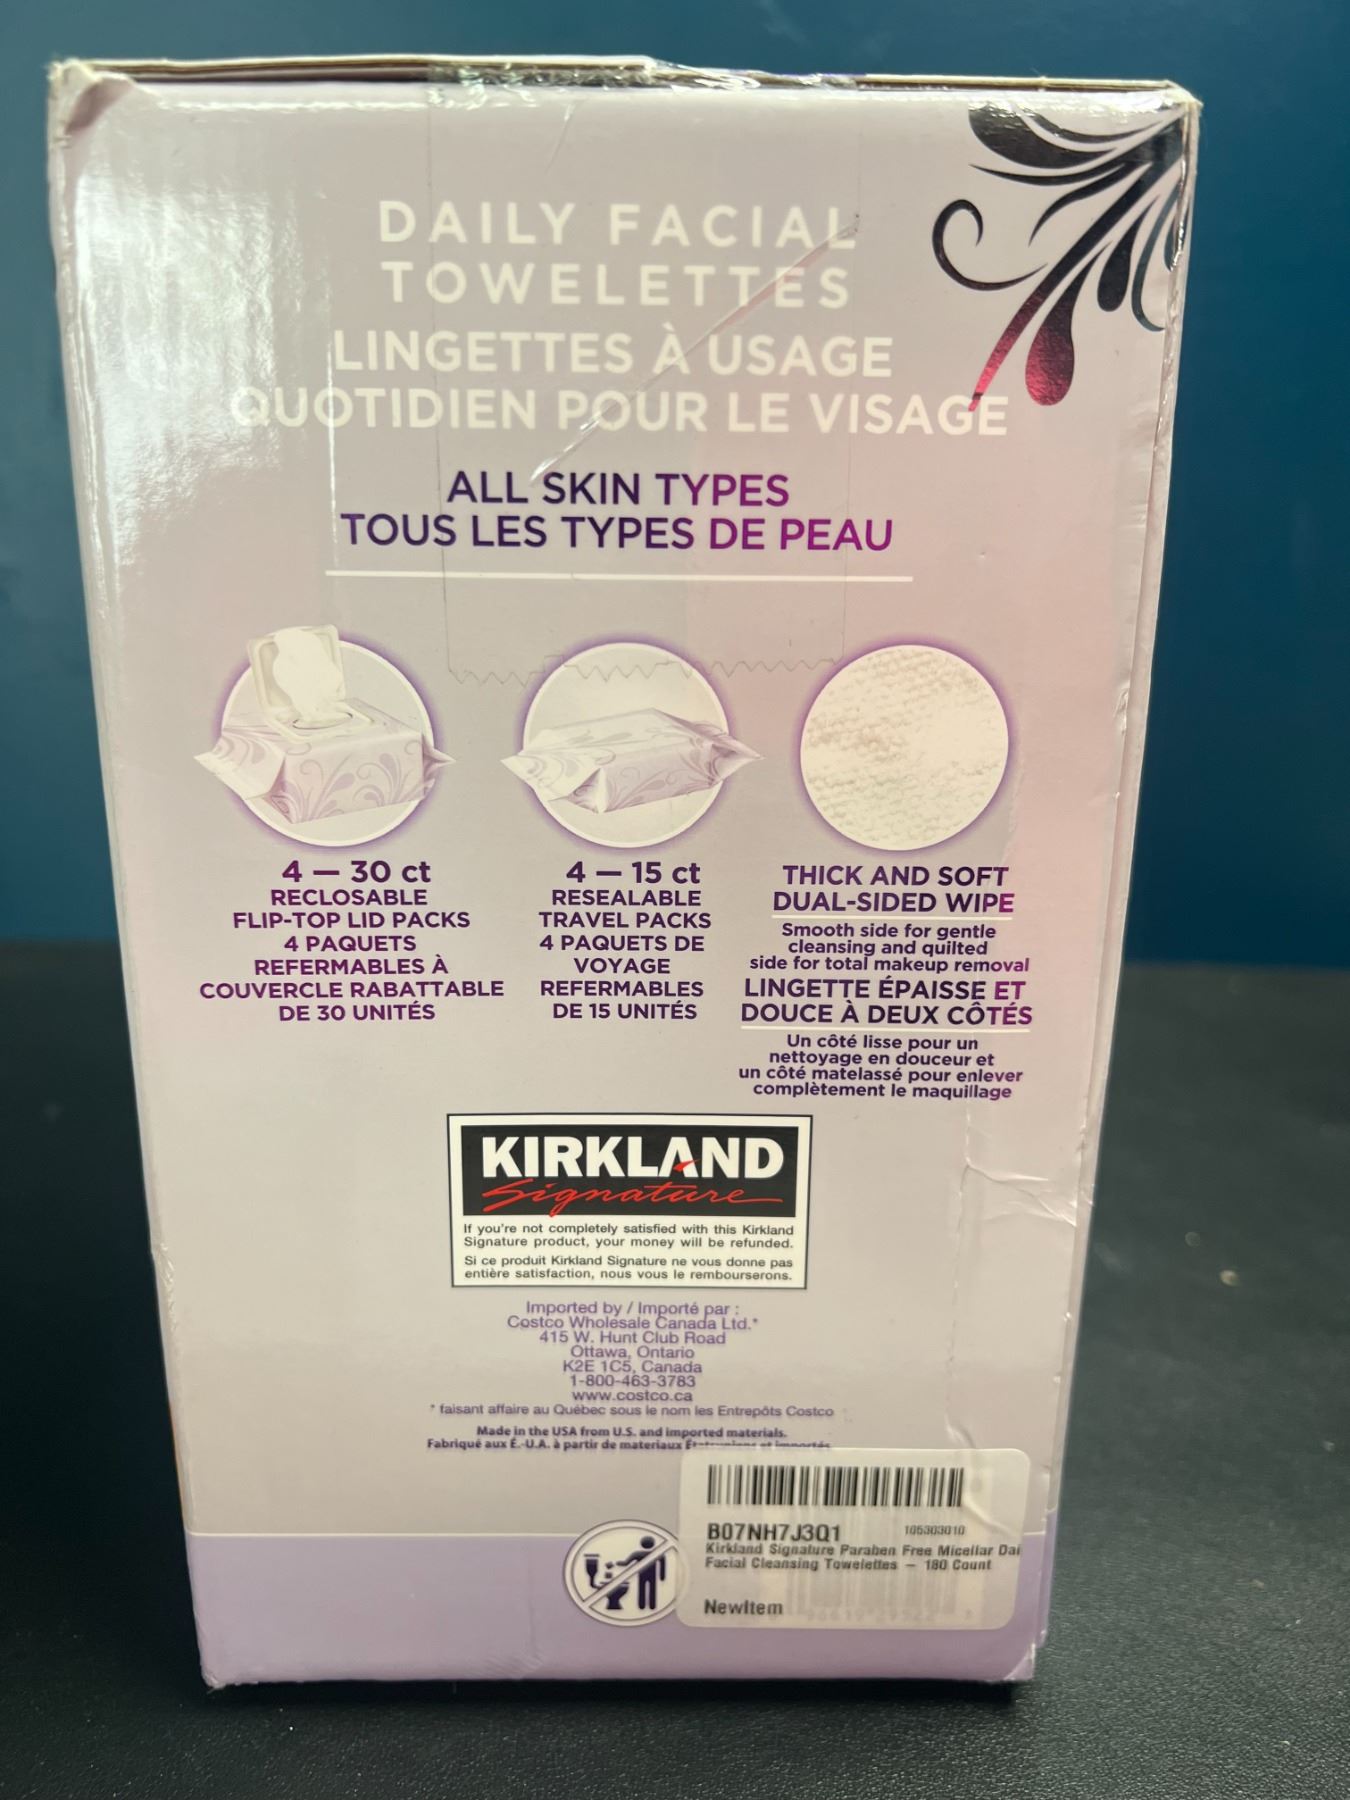 DAILY FACIAL
TOWELETTES
LINGETTES À USAGE
QUOTIDIEN POUR LE VISAGE
ALL SKIN TYPES
TOUS LES TYPES DE PEAU
4 — 30 ct
RECLOSABLE
FLIP-TOP LID PACKS
4 PAQUETS
REFERMABLES À
COUVERCLE RABATTABLE
DE 30 UNITÉS
4 — 15 ct
RESEALABLE
TRAVEL PACKS
4 PAQUETS DE
VOYAGE
REFERMABLES
DE 15 UNITÉS
THICK AND SOFT
DUAL-SIDED WIPE
Smooth side for gentle
cleansing and quilted
side for total makeup removal
LINGETTE ÉPAISSE ET
DOUCE À DEUX CÔTÉS
Un côté lisse pour un
nettoyage en douceur et
un côté matelassé pour enlever
complètement le maquillage
KIRKLAND
Signature
If you're not completely satisfied with this Kirkland
Signature product, your money will be refunded.
Si ce produit Kirkland Signature ne vous donne pas
entière satisfaction, nous vous le rembourserons.
Imported by / Importé par :
Costco Wholesale Canada Ltd.*
415 W. Hunt Club Road
Ottawa, Ontario
K2E 1C5, Canada
1-800-463-3783
www.costco.ca
* faisant affaire au Québec sous le nom les Entrepôts Costco
Made in the USA from U.S. and imported materials.
Fabriqué aux É.-U.A. à partir de materiaux
B07NH7J3Q1 105303010
Kirkland Signature Paraben Free Micellar Dai
Facial Cleansing Towelettes — 180 Count
NewItem